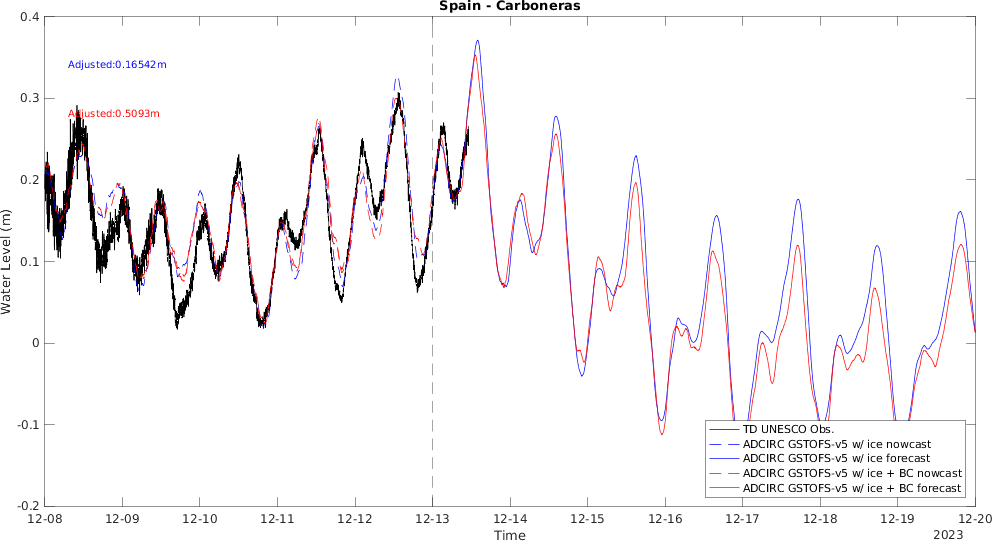 Spain - Carboneras
Adjusted:0.16542m
Adjusted:0.5093m
Water Level (m)
0.4
0.3
0.2
0.1
0
-0.1
-0.2
TD UNESCO Obs.
ADCIRC GSTOFS-v5 w/ ice nowcast
ADCIRC GSTOFS-v5 w/ ice forecast
ADCIRC GSTOFS-v5 w/ ice + BC nowcast
ADCIRC GSTOFS-v5 w/ ice + BC forecast
12-08 12-09 12-10 12-11 12-12 12-13 12-14 12-15 12-16 12-17 12-18 12-19 12-20
Time
2023